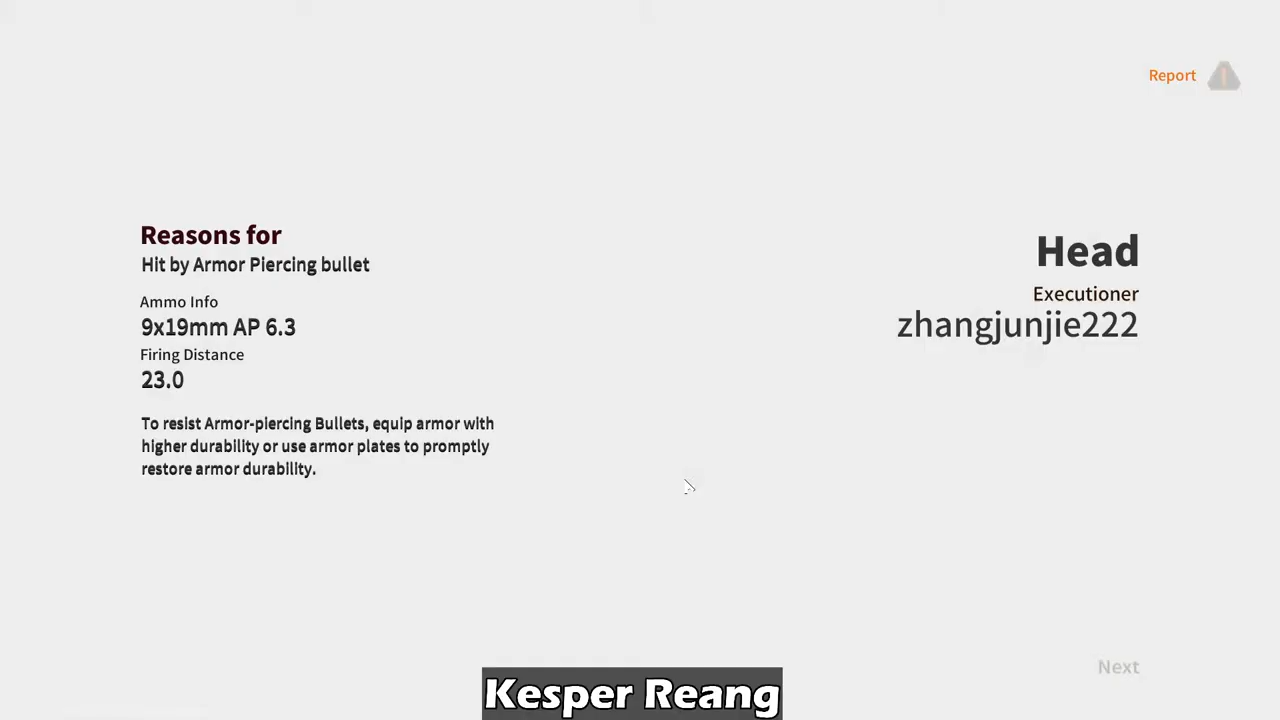 Report
Reasons for
Hit by Armor Piercing bullet
Ammo Info
9x19mm AP 6.3
Firing Distance
23.0
To resist Armor-piercing Bullets, equip armor with
higher durability or use armor plates to promptly
restore armor durability.
Head
Executioner
zhangjunjie222
Next
Kesper Reang